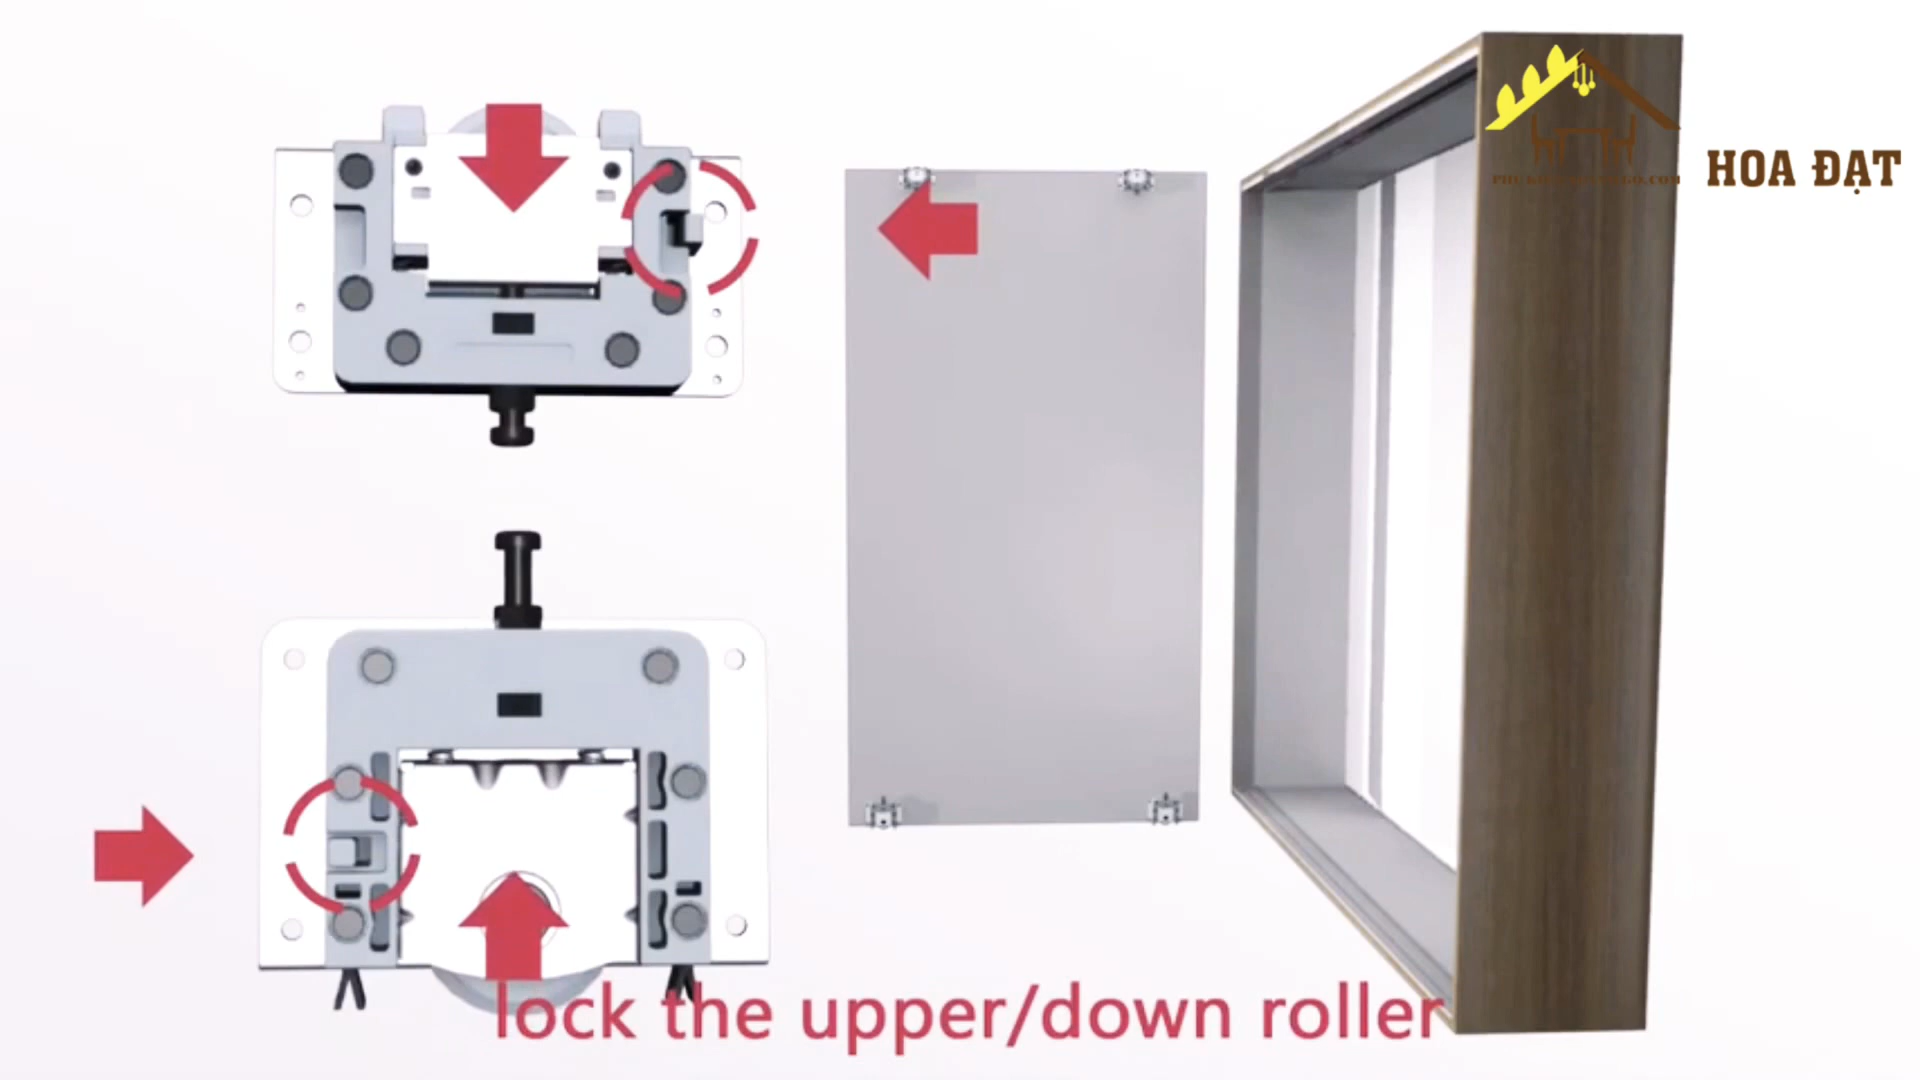 HOA ĐẠT
lock the upper/down roller